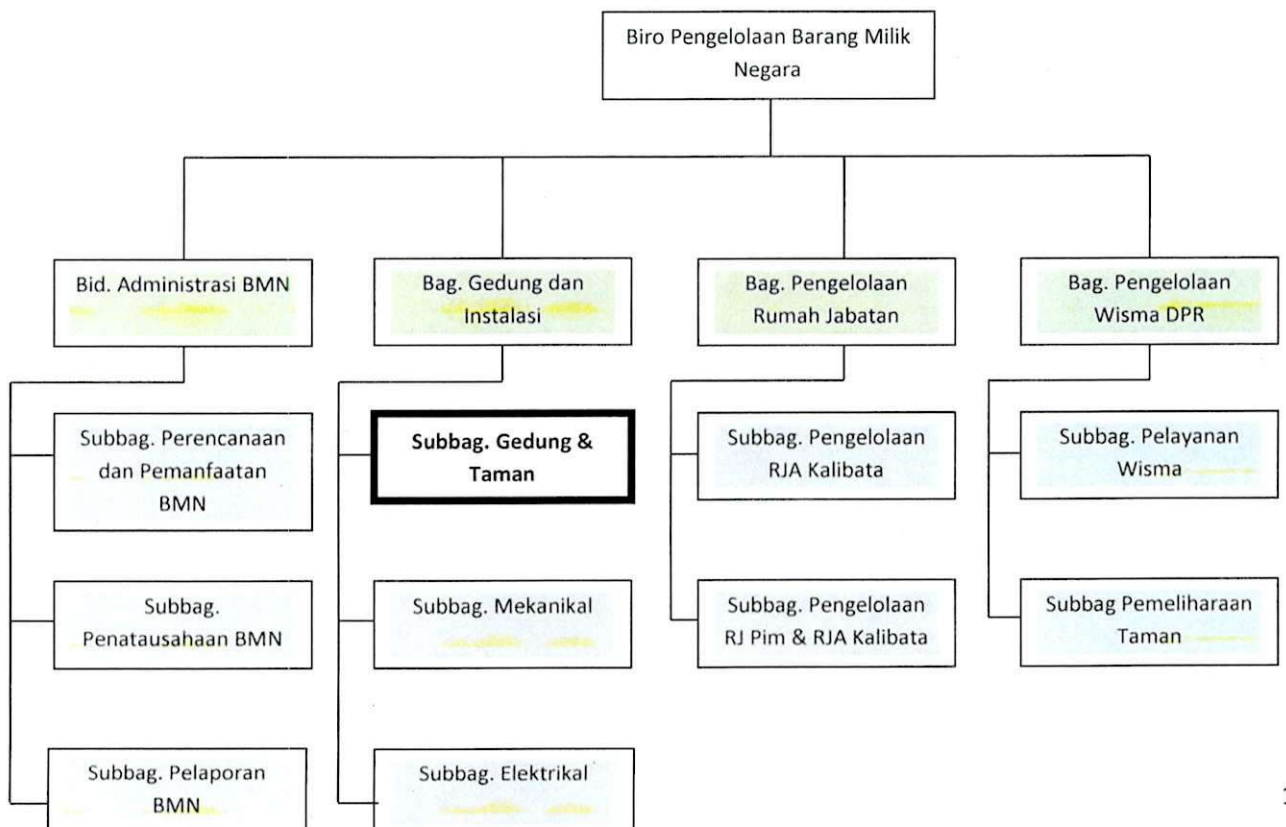 Biro Pengelolaan Barang Milik
Negara
Bid. Administrasi BMN
Bag. Gedung dan
Instalasi
Bag. Pengelolaan
Rumah Jabatan
Bag. Pengelolaan
Wisma DPR
Subbag. Perencanaan
dan Pemanfaatan
BMN
Subbag. Gedung &
Taman
Subbag. Pengelolaan
RJA Kalibata
Subbag. Pelayanan
Wisma
Subbag.
Penatausahaan BMN
Subbag. Mekanikal
Subbag. Pengelolaan
RJ Pim & RJA Kalibata
Subbag Pemeliharaan
Taman
Subbag. Pelaporan
BMN
Subbag. Elektrikal